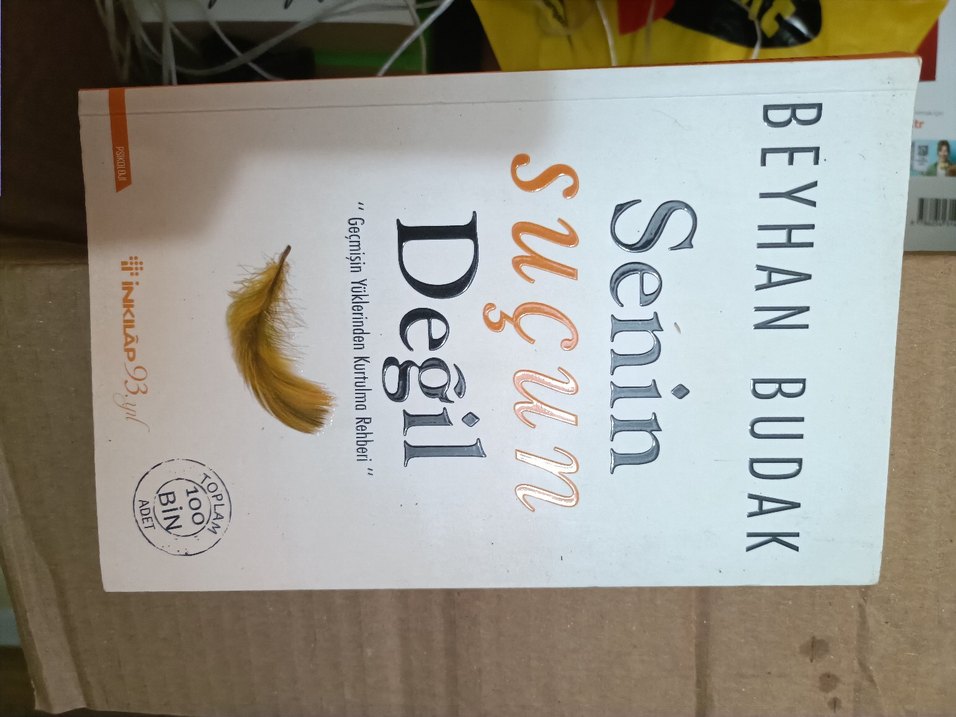 BEYHAN BUDAK
Senin
suçun
Değil
" Geçmişin Yüklerinden Kurtulma Rehberi "
TOPLAM
100
BİN
ADET
İNKILÂP 93.yıl
PSİKOLOJİ